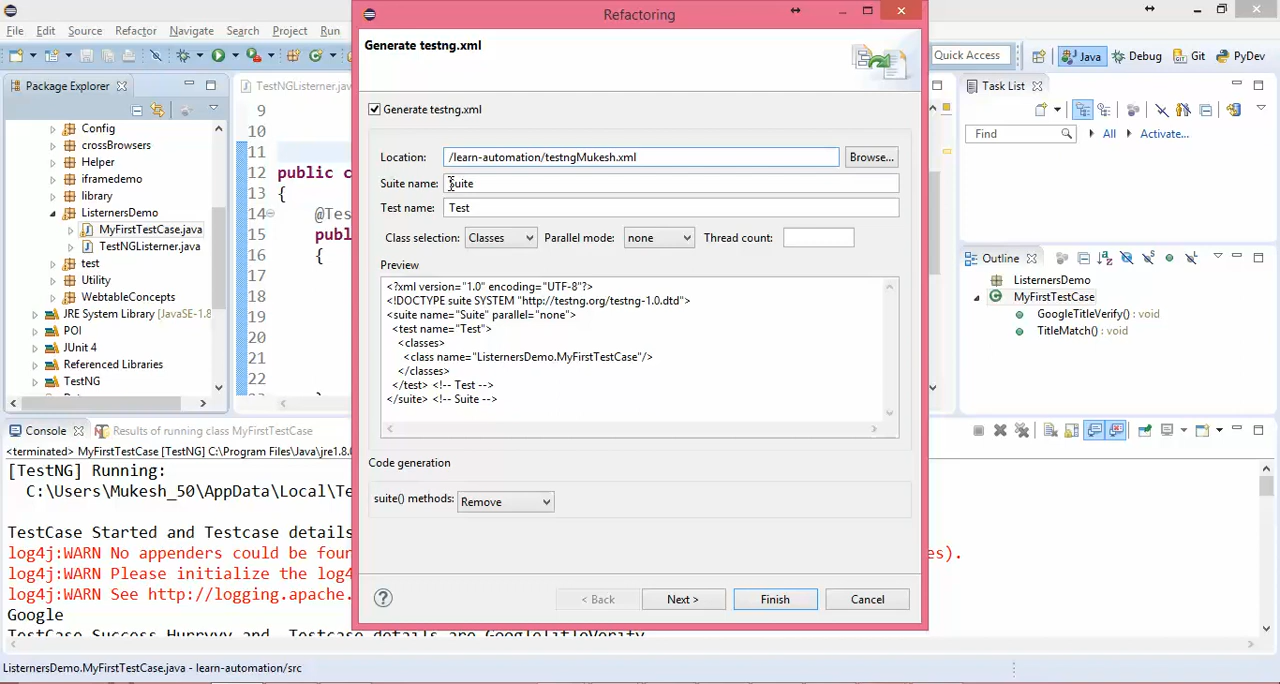 Refactoring
File Edit Source Refactor Navigate Search Project Run
Quick Access
Java
Debug
Git
PyDev
Package Explorer
Config
crossBrowsers
Helper
iframedemo
library
ListernersDemo
MyFirstTestCase.java
TestNGListerner.java
test
Utility
WebtableConcepts
JRE System Library [JavaSE-1.8
POI
JUnit 4
Referenced Libraries
TestNG
TestNGListerner.java
9
10
11
12 public c
13 {
14 @Tes
15 publ
16 {
17
18
19
20
21
22
Generate testng.xml
Generate testng.xml
Location: /learn-automation/testngMukesh.xml Browse...
Suite name: Suite
Test name: Test
Class selection: Classes Parallel mode: none Thread count:
Preview
<?xml version="1.0" encoding="UTF-8"?>
<!DOCTYPE suite SYSTEM "http://testng.org/testng-1.0.dtd">
<suite name="Suite" parallel="none">
<test name="Test">
<classes>
<class name="ListernersDemo.MyFirstTestCase"/>
</classes>
</test> <!-- Test -->
</suite> <!-- Suite -->
Code generation
suite() methods: Remove
< Back Next > Finish Cancel
Task List
Find All Activate...
Outline
ListernersDemo
MyFirstTestCase
GoogleTitleVerify() : void
TitleMatch() : void
Console Results of running class MyFirstTestCase
<terminated> MyFirstTestCase [TestNG] C:\Program Files\Java\jre1.8.0
[TestNG] Running:
C:\Users\Mukesh_50\AppData\Local\Te
TestCase Started and Testcase details
log4j:WARN No appenders could be foun es).
log4j:WARN Please initialize the log4
log4j:WARN See http://logging.apache.
Google
TestCase Success Hurryyy and Testcase details are GoogleTitleVerify
ListernersDemo.MyFirstTestCase.java - learn-automation/src